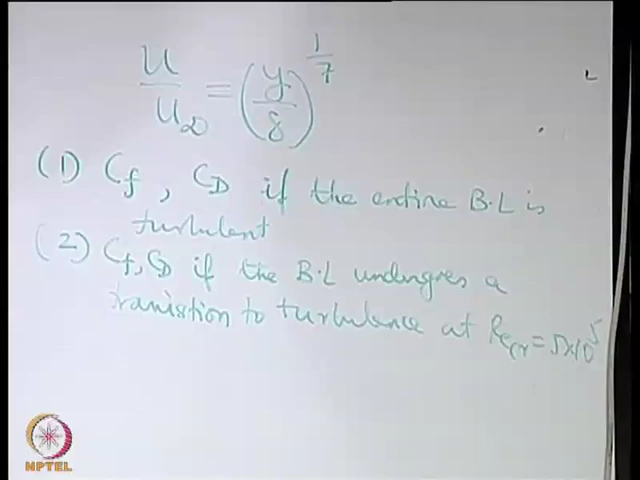 u/u∞ = (y/δ)^1/7
(1) Cf, CD if the entire B.L is
turbulent
(2) Cf, CD if the B.L undergoes a
transition to turbulence at Recr = 5×10^5
NPTEL